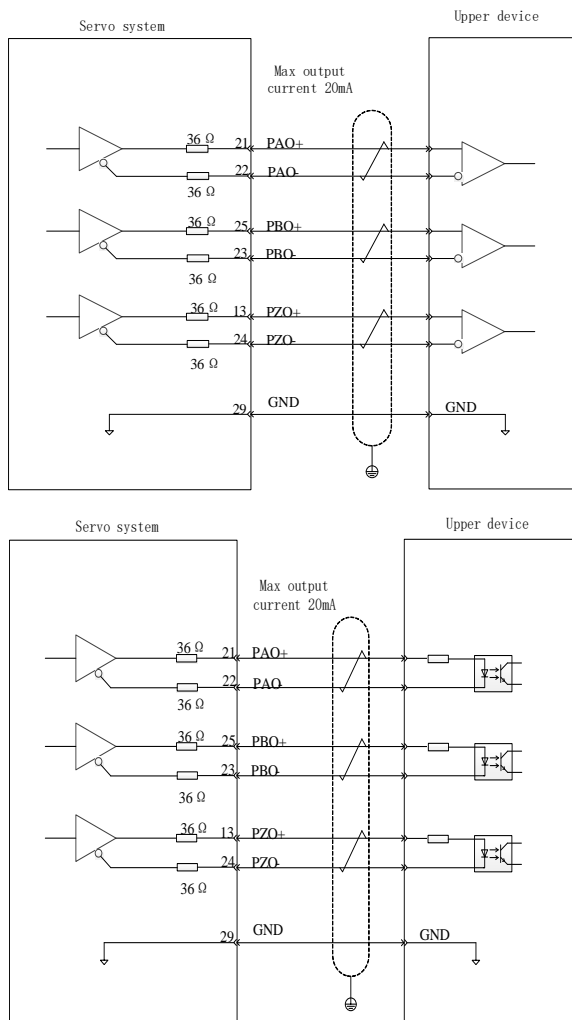 Servo system
Upper device
Max output
current 20mA
36 Ω
21 PAO+
22 PAO-
36 Ω
36 Ω
25 PBO+
23 PBO-
36 Ω
36 Ω
13 PZO+
24 PZO-
36 Ω
29 GND
GND
Servo system
Upper device
Max output
current 20mA
36 Ω
21 PAO+
22 PAO-
36 Ω
36 Ω
25 PBO+
23 PBO-
36 Ω
36 Ω
13 PZO+
24 PZO-
36 Ω
29 GND
GND